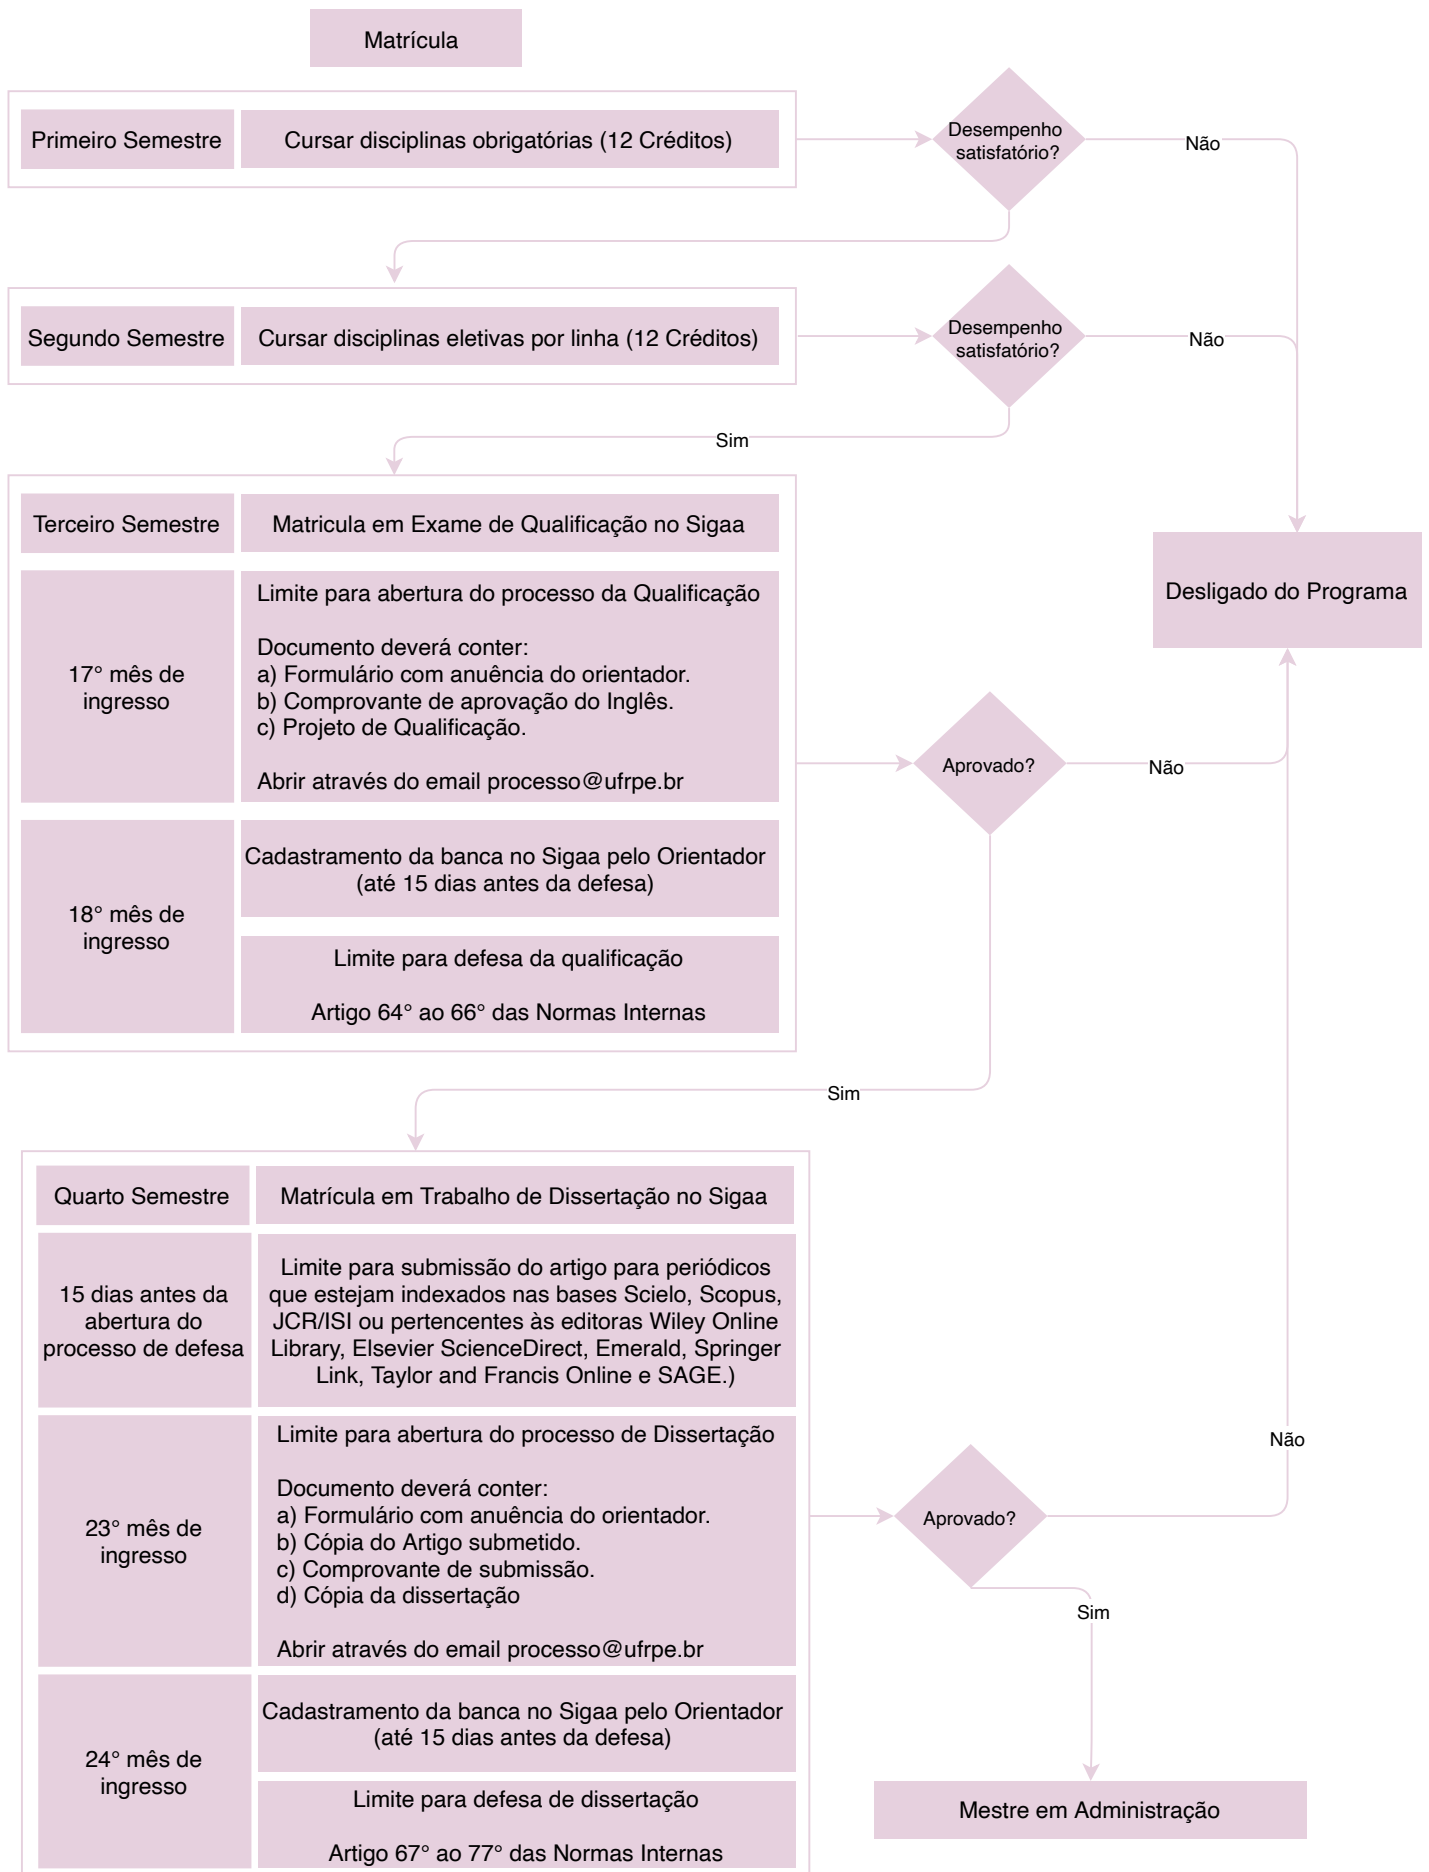 Matrícula
Primeiro Semestre
Cursar disciplinas obrigatórias (12 Créditos)
Desempenho
satisfatório?
Não
Segundo Semestre
Cursar disciplinas eletivas por linha (12 Créditos)
Desempenho
satisfatório?
Não
Sim
Terceiro Semestre
Matricula em Exame de Qualificação no Sigaa
17° mês de
ingresso
Limite para abertura do processo da Qualificação
Documento deverá conter:
a) Formulário com anuência do orientador.
b) Comprovante de aprovação do Inglês.
c) Projeto de Qualificação.
Abrir através do email processo@ufrpe.br
Desligado do Programa
Aprovado?
Não
18° mês de
ingresso
Cadastramento da banca no Sigaa pelo Orientador
(até 15 dias antes da defesa)
Limite para defesa da qualificação
Artigo 64° ao 66° das Normas Internas
Sim
Quarto Semestre
Matrícula em Trabalho de Dissertação no Sigaa
15 dias antes da
abertura do
processo de defesa
Limite para submissão do artigo para periódicos
que estejam indexados nas bases Scielo, Scopus,
JCR/ISI ou pertencentes às editoras Wiley Online
Library, Elsevier ScienceDirect, Emerald, Springer
Link, Taylor and Francis Online e SAGE.)
23° mês de
ingresso
Limite para abertura do processo de Dissertação
Documento deverá conter:
a) Formulário com anuência do orientador.
b) Cópia do Artigo submetido.
c) Comprovante de submissão.
d) Cópia da dissertação
Abrir através do email processo@ufrpe.br
Aprovado?
Não
Sim
24° mês de
ingresso
Cadastramento da banca no Sigaa pelo Orientador
(até 15 dias antes da defesa)
Limite para defesa de dissertação
Artigo 67° ao 77° das Normas Internas
Mestre em Administração